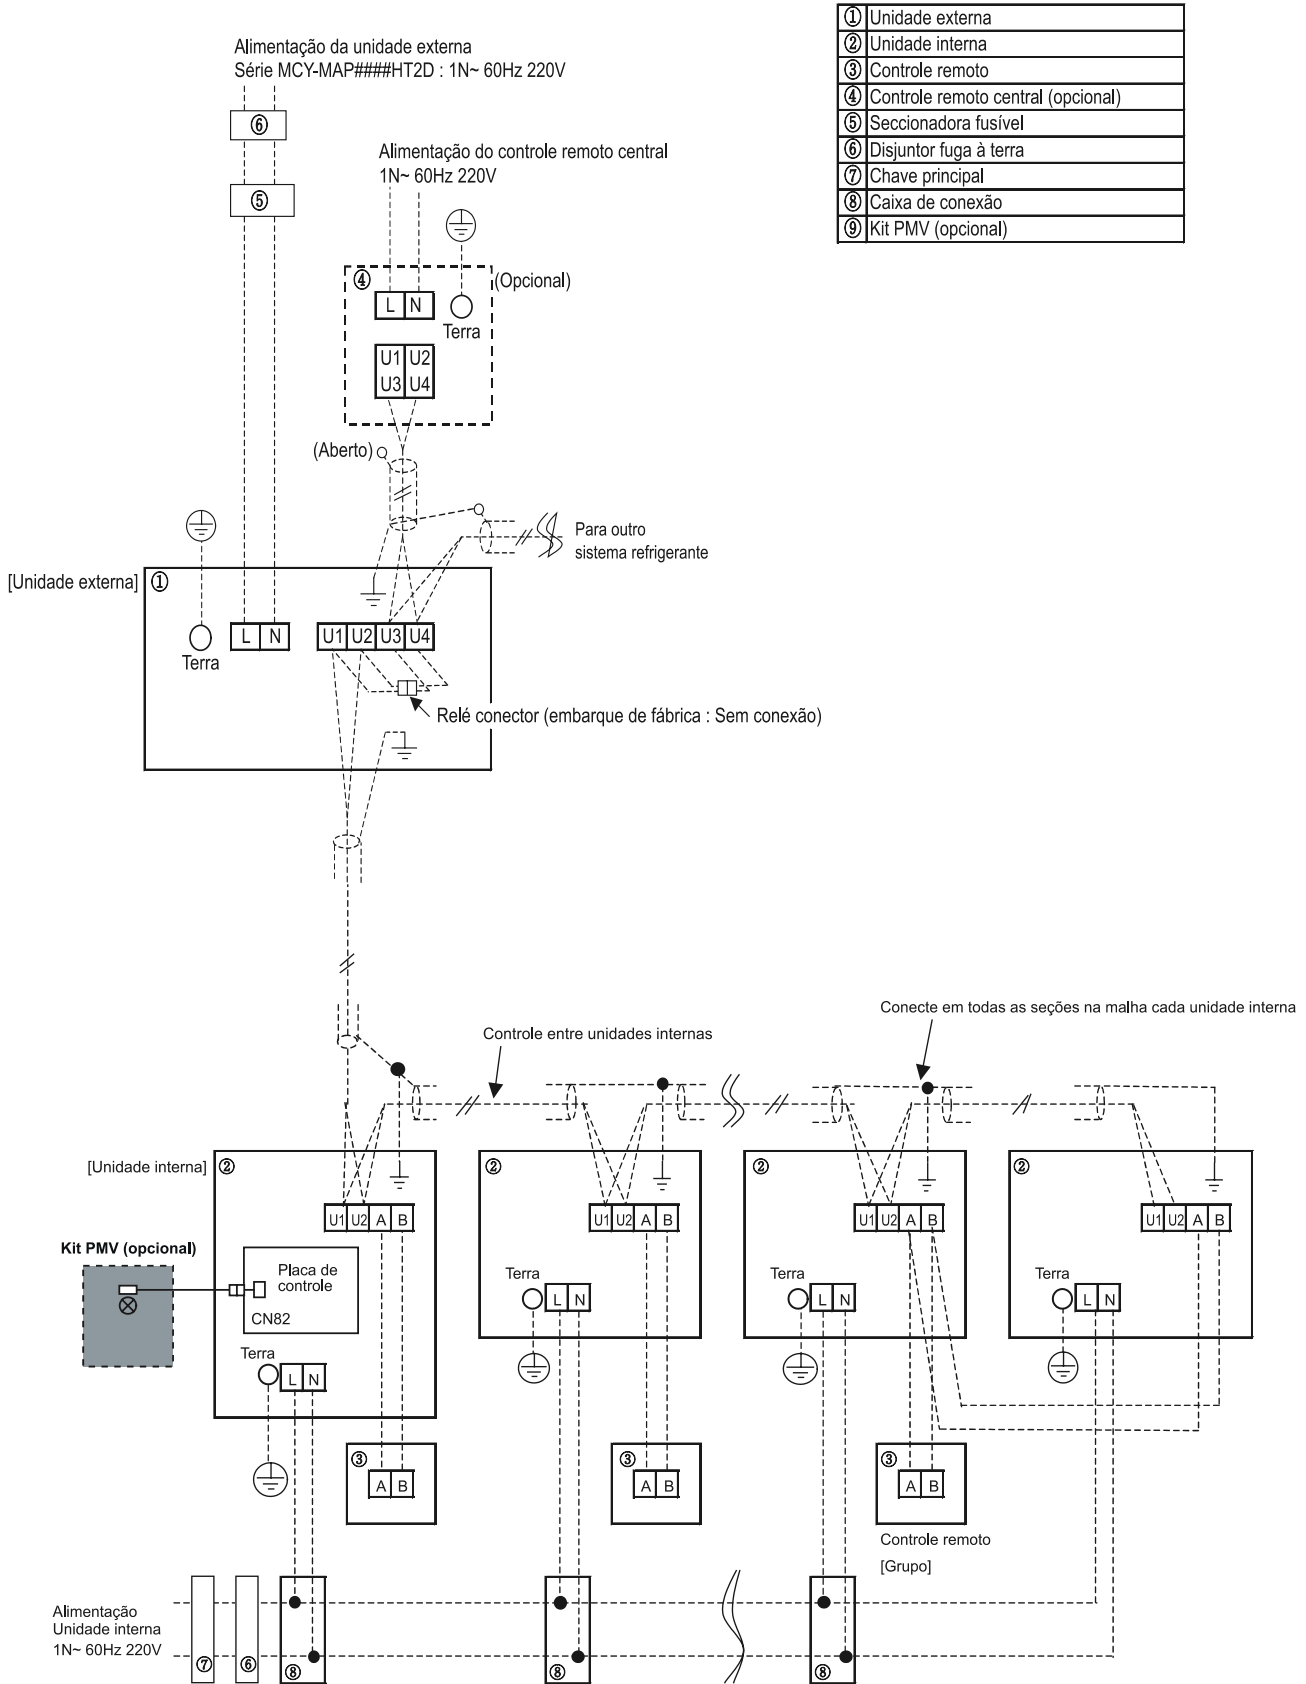 ① Unidade externa
② Unidade interna
③ Controle remoto
④ Controle remoto central (opcional)
⑤ Seccionadora fusível
⑥ Disjuntor fuga à terra
⑦ Chave principal
⑧ Caixa de conexão
⑨ Kit PMV (opcional)
Alimentação da unidade externa
Série MCY-MAP####HT2D : 1N~ 60Hz 220V
⑥
⑤
Alimentação do controle remoto central
1N~ 60Hz 220V
④
(Opcional)
L N
Terra
U1 U2
U3 U4
(Aberto)
Para outro
sistema refrigerante
[Unidade externa]
①
Terra
L N
U1 U2 U3 U4
Relé conector (embarque de fábrica : Sem conexão)
Conecte em todas as seções na malha cada unidade interna
Controle entre unidades internas
[Unidade interna]
② ② ② ②
U1 U2 A B
U1 U2 A B
U1 U2 A B
U1 U2 A B
Kit PMV (opcional)
Placa de
controle
CN82
Terra
L N
Terra
L N
Terra
L N
Terra
L N
③
A B
③
A B
③
A B
Controle remoto
[Grupo]
Alimentação
Unidade interna
1N~ 60Hz 220V
⑦ ⑥ ⑧ ⑧ ⑧